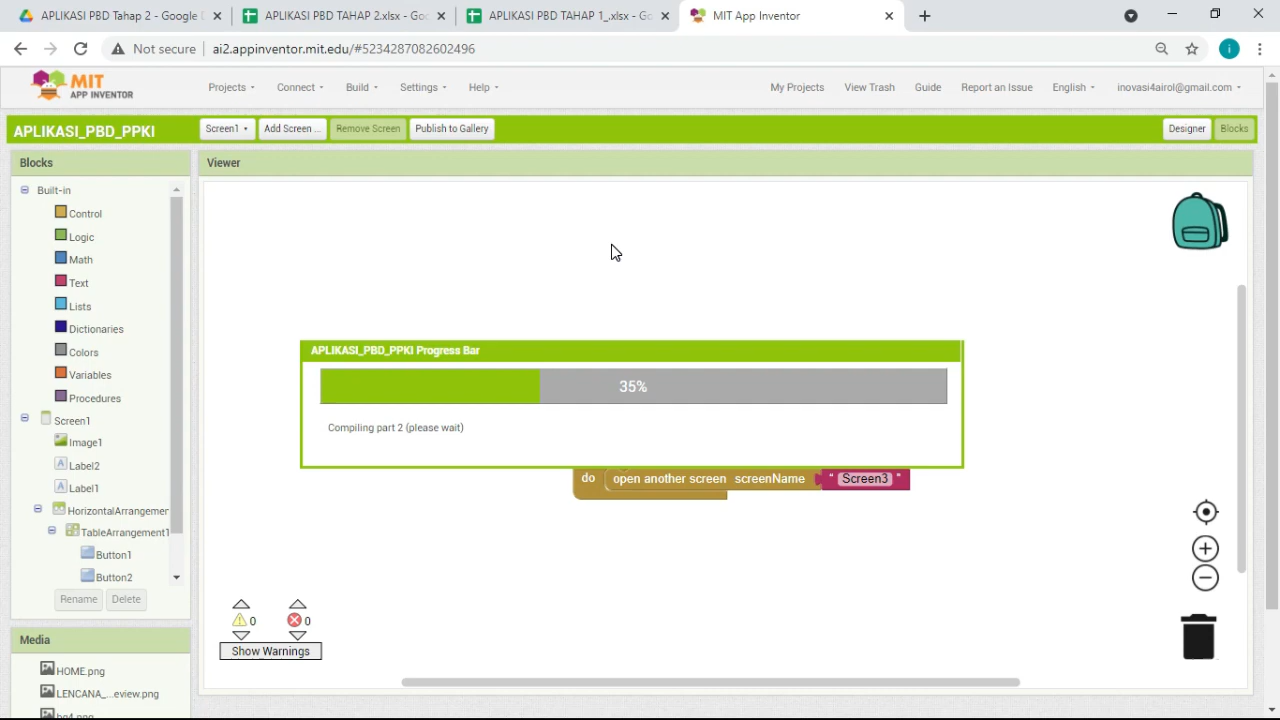 APLIKASI PBD Tahap 2 - Google D
APLIKASI PBD TAHAP 2.xlsx - Goo
APLIKASI PBD TAHAP 1_.xlsx - Go
MIT App Inventor
Not secure
ai2.appinventor.mit.edu/#5234287082602496
i
MIT
APP INVENTOR
Projects
Connect
Build
Settings
Help
My Projects
View Trash
Guide
Report an Issue
English
inovasi4airol@gmail.com
APLIKASI_PBD_PPKI
Screen1
Add Screen ...
Remove Screen
Publish to Gallery
Designer
Blocks
Blocks
Viewer
Built-in
Control
Logic
Math
Text
Lists
Dictionaries
Colors
Variables
Procedures
Screen1
Image1
Label2
Label1
HorizontalArrangemer
TableArrangement1
Button1
Button2
Rename
Delete
Media
HOME.png
LENCANA_...eview.png
bg4.png
APLIKASI_PBD_PPKI Progress Bar
35%
Compiling part 2 (please wait)
do open another screen screenName " Screen3 "
0
0
Show Warnings